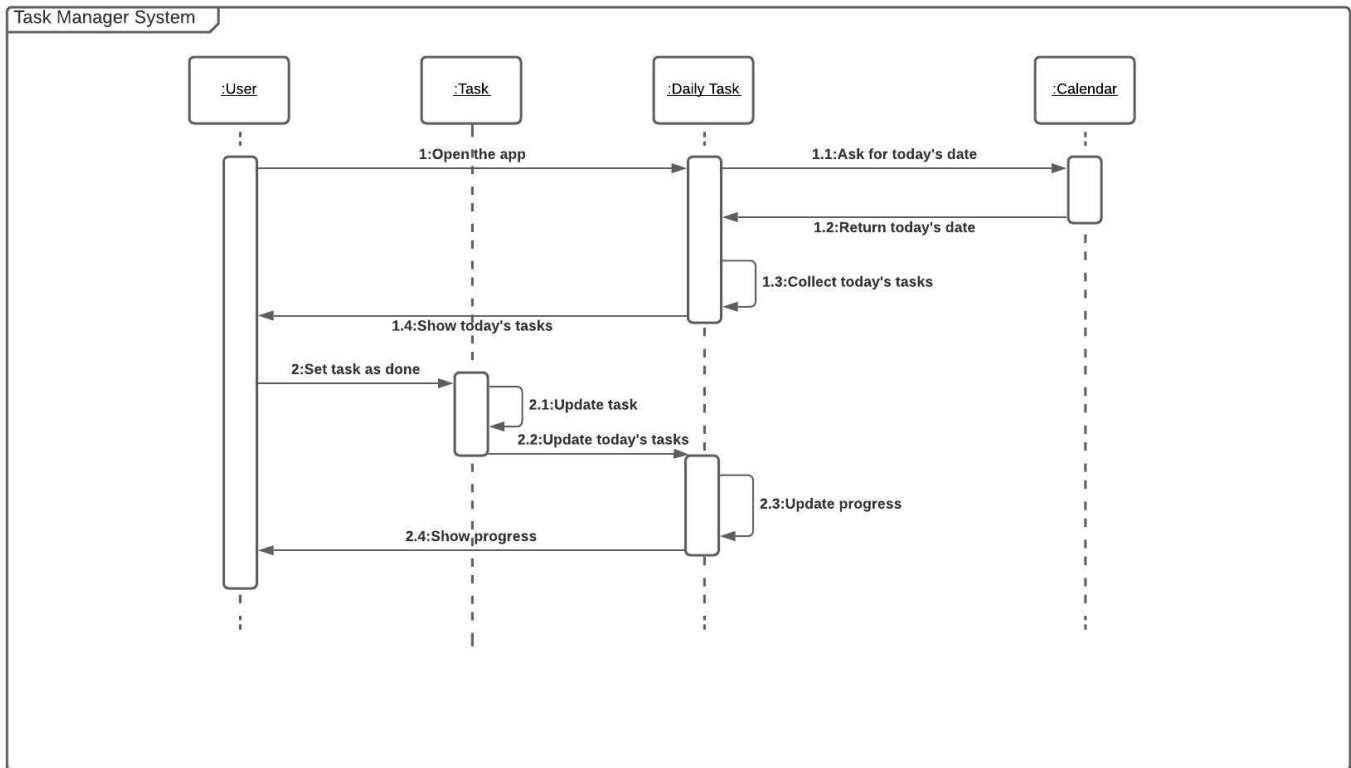 Task Manager System
:User
:Task
:Daily Task
:Calendar
1:Open the app
1.1:Ask for today's date
1.2:Return today's date
1.3:Collect today's tasks
1.4:Show today's tasks
2:Set task as done
2.1:Update task
2.2:Update today's tasks
2.3:Update progress
2.4:Show progress